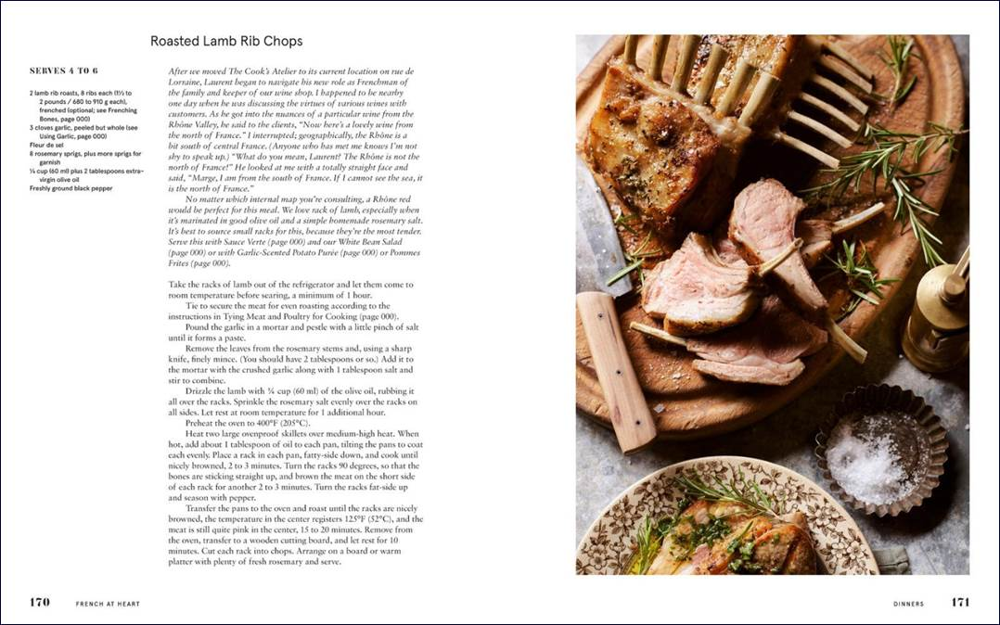 Roasted Lamb Rib Chops
SERVES 4 TO 6
2 lamb rib roasts, 8 ribs each (1½ to
2 pounds / 680 to 910 g each),
frenched (optional; see Frenching
Bones, page 000)
3 cloves garlic, peeled but whole (see
Using Garlic, page 000)
Fleur de sel
8 rosemary sprigs, plus more sprigs for
garnish
¼ cup (60 ml) plus 2 tablespoons extra-
virgin olive oil
Freshly ground black pepper
After we moved The Cook's Atelier to its current location on rue de
Lorraine, Laurent began to navigate his new role as Frenchman of
the family and keeper of our wine shop. I happened to be nearby
one day when he was discussing the virtues of various wines with
customers. As he got into the nuances of a particular wine from the
Rhône Valley, he said to the clients, “Now here's a lovely wine from
the north of France.” I interrupted; geographically, the Rhône is a
bit south of central France. (Anyone who has met me knows I'm not
shy to speak up.) “What do you mean, Laurent? The Rhône is not the
north of France!” He looked at me with a totally straight face and
said, “Marge, I am from the south of France. If I cannot see the sea, it
is the north of France.”
No matter which internal map you're consulting, a Rhône red
would be perfect for this meal. We love rack of lamb, especially when
it's marinated in good olive oil and a simple homemade rosemary salt.
It's best to source small racks for this, because they're the most tender.
Serve this with Sauce Verte (page 000) and our White Bean Salad
(page 000) or with Garlic-Scented Potato Purée (page 000) or Pommes
Frites (page 000).
Take the racks of lamb out of the refrigerator and let them come to
room temperature before searing, a minimum of 1 hour.
Tie to secure the meat for even roasting according to the
instructions in Tying Meat and Poultry for Cooking (page 000).
Pound the garlic in a mortar and pestle with a little pinch of salt
until it forms a paste.
Remove the leaves from the rosemary stems and, using a sharp
knife, finely mince. (You should have 2 tablespoons or so.) Add it to
the mortar with the crushed garlic along with 1 tablespoon salt and
stir to combine.
Drizzle the lamb with ¼ cup (60 ml) of the olive oil, rubbing it
all over the racks. Sprinkle the rosemary salt evenly over the racks on
all sides. Let rest at room temperature for 1 additional hour.
Preheat the oven to 400°F (205°C).
Heat two large ovenproof skillets over medium-high heat. When
hot, add about 1 tablespoon of oil to each pan, tilting the pans to coat
each evenly. Place a rack in each pan, fatty-side down, and cook until
nicely browned, 2 to 3 minutes. Turn the racks 90 degrees, so that the
bones are sticking straight up, and brown the meat on the short side
of each rack for another 2 to 3 minutes. Turn the racks fat-side up
and season with pepper.
Transfer the pans to the oven and roast until the racks are nicely
browned, the temperature in the center registers 125°F (52°C), and the
meat is still quite pink in the center, 15 to 20 minutes. Remove from
the oven, transfer to a wooden cutting board, and let rest for 10
minutes. Cut each rack into chops. Arrange on a board or warm
platter with plenty of fresh rosemary and serve.
170 FRENCH AT HEART
DINNERS 171